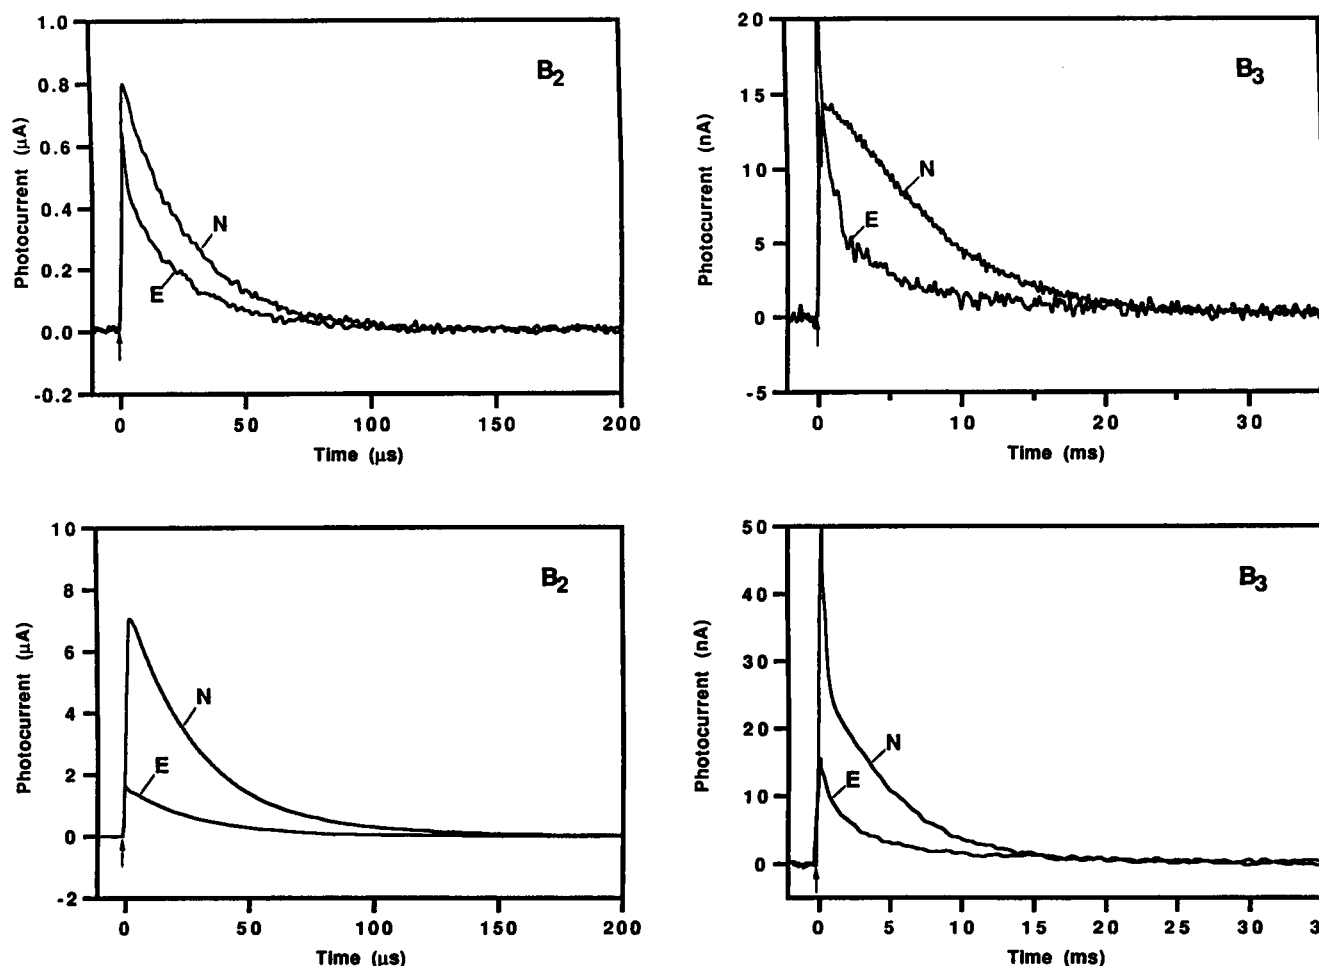 1.0
0.8
0.6
0.4
0.2
0.0
-0.2
Photocurrent (μA)
B2
N
E
0 50 100 150 200
Time (μs)
20
15
10
5
0
-5
Photocurrent (nA)
B3
N
E
0 10 20 30
Time (ms)
10
8
6
4
2
0
-2
Photocurrent (μA)
B2
N
E
0 50 100 150 200
Time (μs)
50
40
30
20
10
0
Photocurrent (nA)
B3
N
E
0 5 10 15 20 25 30
Time (ms)